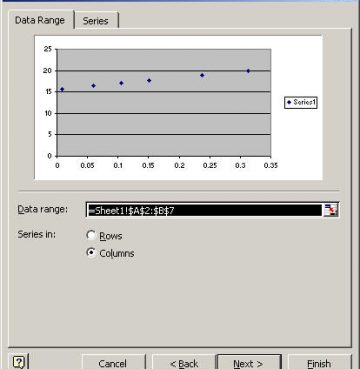 Data Range Series
25
20
15
10
5
0
0 0.05 0.1 0.15 0.2 0.25 0.3 0.35
Series1
Data range: =Sheet1!$A$2:$B$7
Series in: Rows
Columns
? Cancel < Back Next > Finish